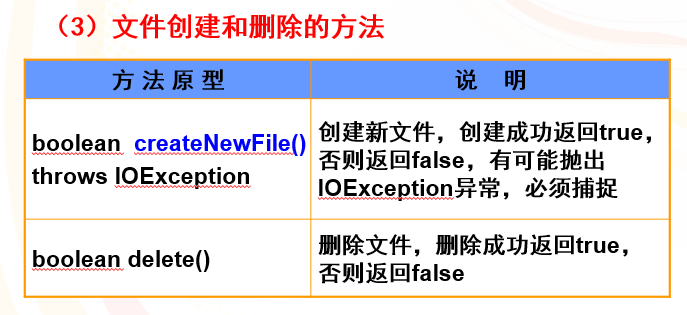 （3）文件创建和删除的方法
方 法 原 型
说 明
boolean createNewFile()
throws IOException
创建新文件，创建成功返回true，
否则返回false，有可能抛出
IOException异常，必须捕捉
boolean delete()
删除文件，删除成功返回true，
否则返回false